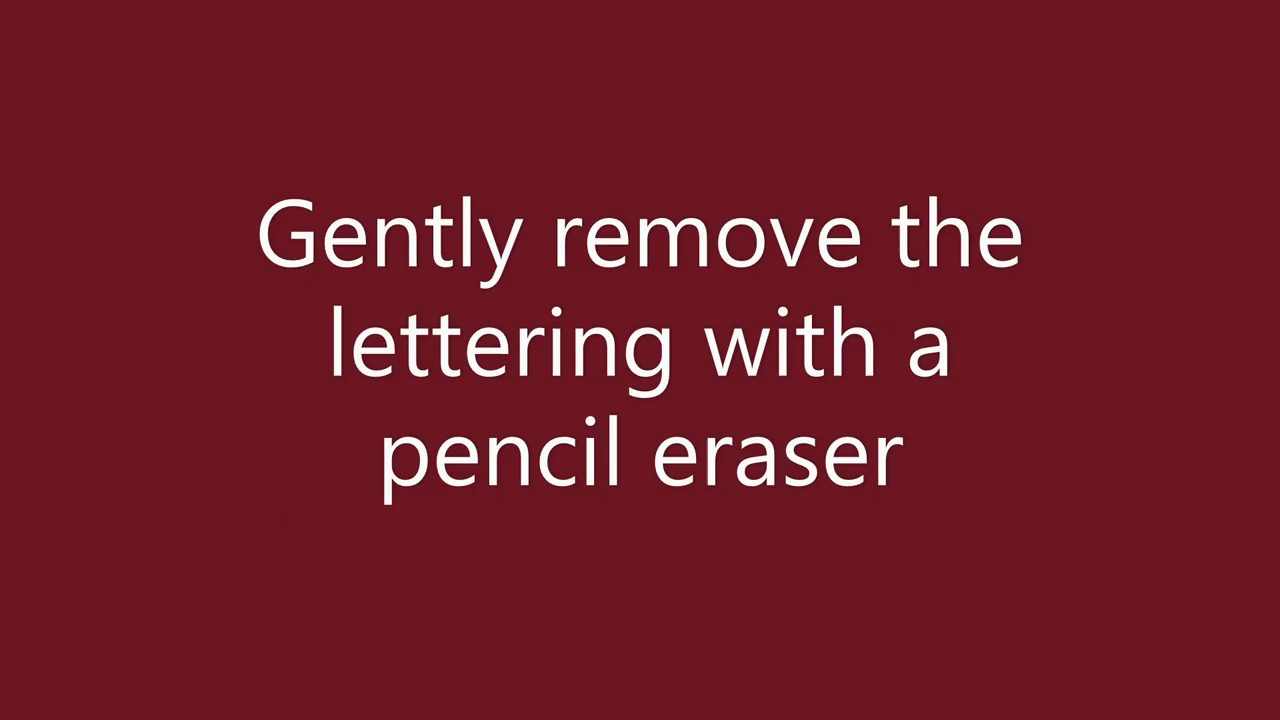 Gently remove the
lettering with a
pencil eraser